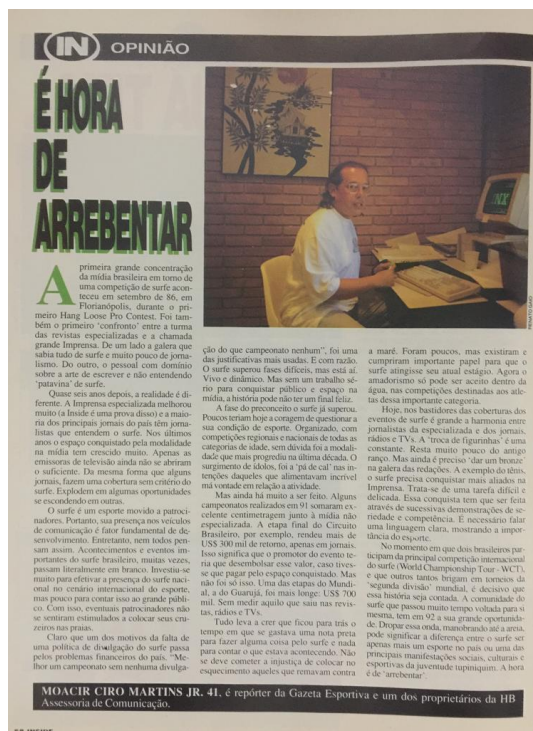 IN OPINIÃO
É HORA
DE
ARREBENTAR
A primeira grande concentração
da mídia brasileira em torno de
uma competição de surfe acon-
teceu em setembro de 86, em
Florianópolis, durante o pri-
meiro Hang Loose Pro Contest. Foi tam-
bém o primeiro 'confronto' entre a turma
das revistas especializadas e a chamada
grande Imprensa. De um lado a galera que
sabia tudo de surfe e muito pouco de jorna-
lismo. Do outro, o pessoal com domínio
sobre a arte de escrever e não entendendo
'patavina' de surfe.
Quase seis anos depois, a realidade é di-
ferente. A Imprensa especializada melhorou
muito (a Inside é uma prova disso) e a maio-
ria dos principais jornais do país têm jorna-
listas que entendem o surfe. Nos últimos
anos o espaço conquistado pela modalidade
na mídia tem crescido muito. Apenas as
emissoras de televisão ainda não se abriram
o suficiente. Da mesma forma que alguns
jornais, fazem uma cobertura sem critério do
surfe. Explodem em algumas oportunidades
se escondendo em outras.
O surfe é um esporte movido a patroci-
nadores. Portanto, sua presença nos veículos
de comunicação é fator fundamental de de-
senvolvimento. Entretanto, nem todos pen-
sam assim. Acontecimentos e eventos im-
portantes do surfe brasileiro, muitas vezes,
passam literalmente em branco. Investiu-se
muito para efetivar a presença do surfe nacio-
nal no cenário internacional do esporte,
mas pouco para contar isso ao grande públi-
co. Com isso, eventuais patrocinadores não
se sentiram estimulados a colocar seus cru-
zeiros nas praias.
Claro que um dos motivos da falta de
uma política de divulgação do surfe passa
pelos problemas financeiros do país. "Me-
lhor um campeonato sem nenhuma divulga-
ção do que campeonato nenhum", foi uma
das justificativas mais usadas. E com razão.
O surfe superou fases difíceis, mas está aí.
Vivo e dinâmico. Mas sem um trabalho sé-
rio para conquistar público e espaço na
mídia, a história pode não ter um final feliz.
A fase do preconceito o surfe já superou.
Poucos teriam hoje a coragem de questionar a
sua condição de esporte. Organizado, com
competições regionais e nacionais de todas as
categorias de idade, sem dúvida foi a modali-
dade que mais progrediu na última década. O
surgimento de ídolos, foi a 'pá de cal' nas in-
tenções daqueles que alimentavam incrível
má vontade em relação a atividade.
Mas ainda há muito a ser feito. Alguns
campeonatos realizados em 91 somaram ex-
celente centimetragem junto à mídia não
especializada. A etapa final do Circuito
Brasileiro, por exemplo, rendeu mais de
US$ 300 mil de retorno, apenas em jornais.
Isso significa que o promotor do evento te-
ria que desembolsar esse valor, caso tives-
se que pagar pelo espaço conquistado. Mas
não foi só isso. Uma das etapas do Mundi-
al, a do Guarujá, foi mais longe: US$ 700
mil. Sem medir aquilo que saiu nas revis-
tas, rádios e TVs.
Tudo leva a crer que ficou para trás o
tempo em que se gastava uma nota preta
para fazer alguma coisa pelo surfe e nada
para contar o que estava acontecendo. Não
se deve cometer a injustiça de colocar no
esquecimento aqueles que remavam contra
a maré. Foram poucos, mas existiram e
cumpriram importante papel para que o
surfe atingisse seu atual estágio. Agora o
amadorismo só pode ser aceito dentro da
água, nas competições destinadas aos atle-
tas dessa importante categoria.
Hoje, nos bastidores das coberturas dos
eventos de surfe é grande a harmonia entre
jornalistas da especializada e dos jornais,
rádios e TVs. A 'troca de figurinhas' é uma
constante. Resta muito pouco do antigo
ranço. Mas ainda é preciso 'dar um bronze'
na galera das redações. A exemplo do tênis,
o surfe precisa conquistar mais aliados na
Imprensa. Trata-se de uma tarefa difícil e
delicada. Essa conquista tem que ser feita
através de sucessivas demonstrações de se-
riedade e competência. É necessário falar
uma linguagem clara, mostrando a impor-
tância do esporte.
No momento em que dois brasileiros par-
ticipam da principal competição internacional
do surfe (World Championship Tour - WCT),
e que outros tantos brigam em torneios da
'segunda divisão' mundial, é decisivo que
essa história seja contada. A comunidade do
surfe que passou muito tempo voltada para si
mesma, tem em 92 a sua grande oportunida-
de. Dropar essa onda, manobrando até a areia,
pode significar a diferença entre o surfe ser
apenas mais um esporte no país ou uma das
principais manifestações sociais, culturais e
esportivas da juventude tupiniquim. A hora
é de 'arrebentar'.
MOACIR CIRO MARTINS JR. 41, é repórter da Gazeta Esportiva e um dos proprietários da HB
Assessoria de Comunicação.